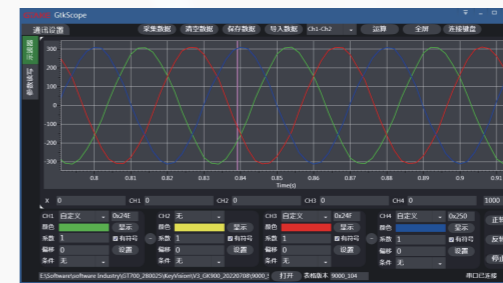 GtkScope
通讯设置 采集数据 清空数据 保存数据 导入数据 Ch1-Ch2 运算 全屏 连接键盘
300
200
100
0
-100
-200
-300
0.8 0.81 0.82 0.83 0.84 0.85 0.86 0.87 0.88 0.89 0.9 0.91
Time(s)
X 0 CH1 0 CH2 0 CH3 0 CH4 0 1000
CH1 自定义 0x24E CH2 无 CH3 自定义 0x24F CH4 自定义 0x250
颜色 显示 颜色 显示 颜色 显示 颜色 显示
系数 1 有符号 系数 1 有符号 系数 1 有符号 系数 1 有符号
偏移 0 设置 偏移 0 设置 偏移 0 设置 偏移 0 设置
条件 无 条件 无 条件 无 条件 无
正转
反转
停止
打开 表格版本 9000_104 串口已连接